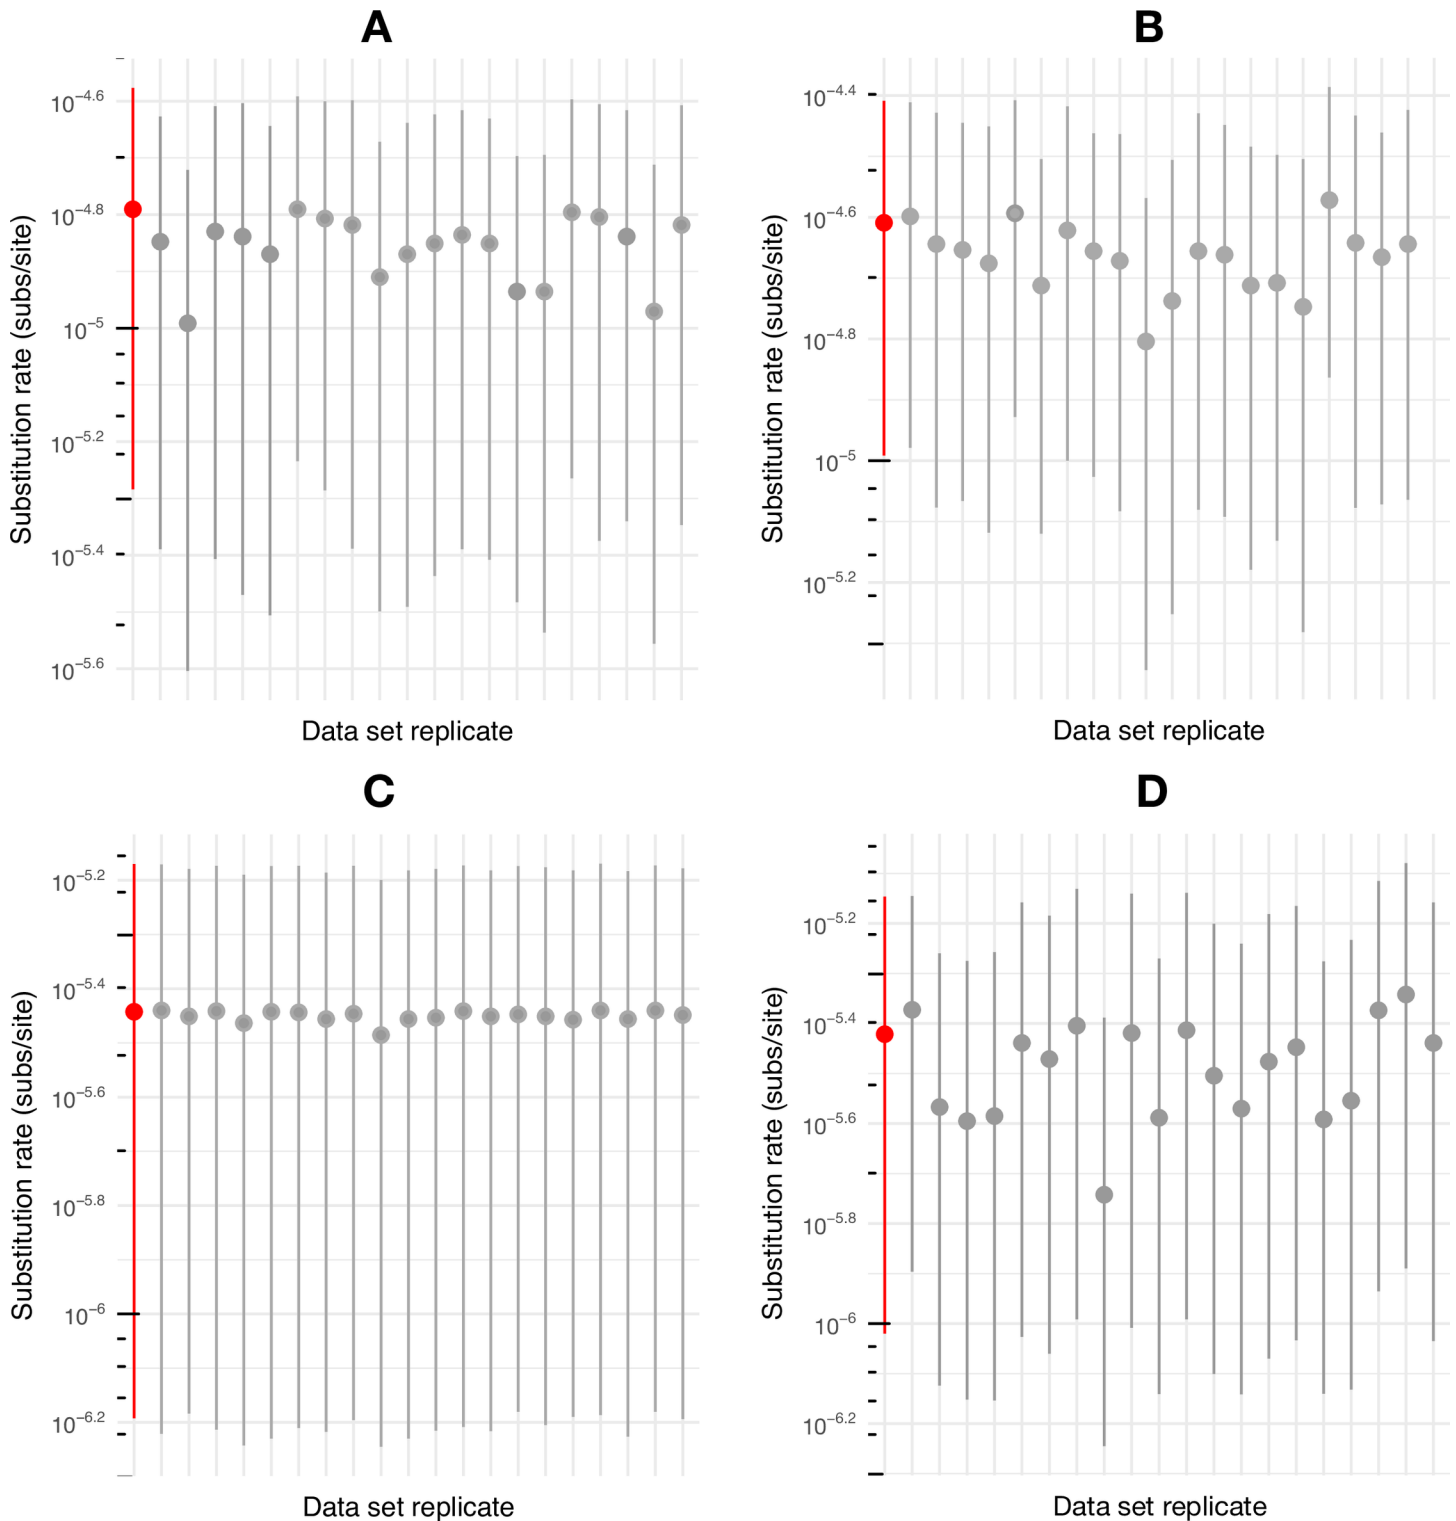 A
Substitution rate (subs/site)
10^−4.6
10^−4.8
10^−5
10^−5.2
10^−5.4
10^−5.6
Data set replicate
B
Substitution rate (subs/site)
10^−4.4
10^−4.6
10^−4.8
10^−5
10^−5.2
Data set replicate
C
Substitution rate (subs/site)
10^−5.2
10^−5.4
10^−5.6
10^−5.8
10^−6
10^−6.2
Data set replicate
D
Substitution rate (subs/site)
10^−5.2
10^−5.4
10^−5.6
10^−5.8
10^−6
10^−6.2
Data set replicate